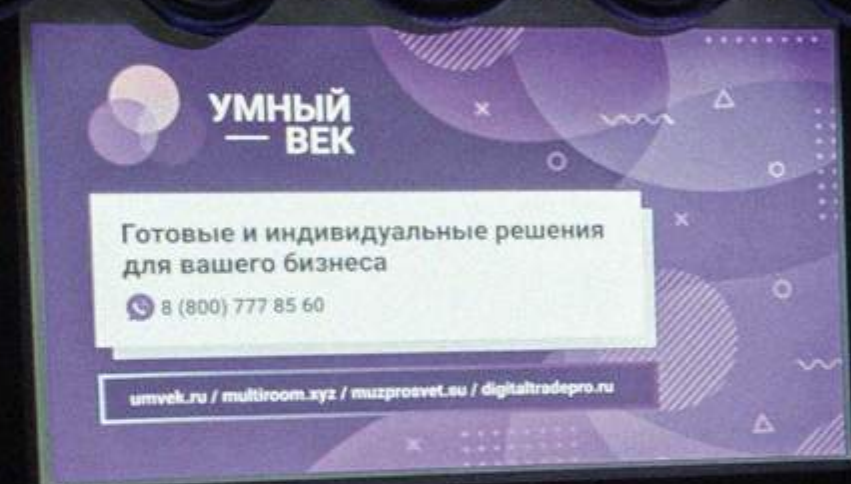 УМНЫЙ
— ВЕК
Готовые и индивидуальные решения
для вашего бизнеса
8 (800) 777 85 60
umvek.ru / multiroom.xyz / muzprosvet.su / digitaltradepro.ru